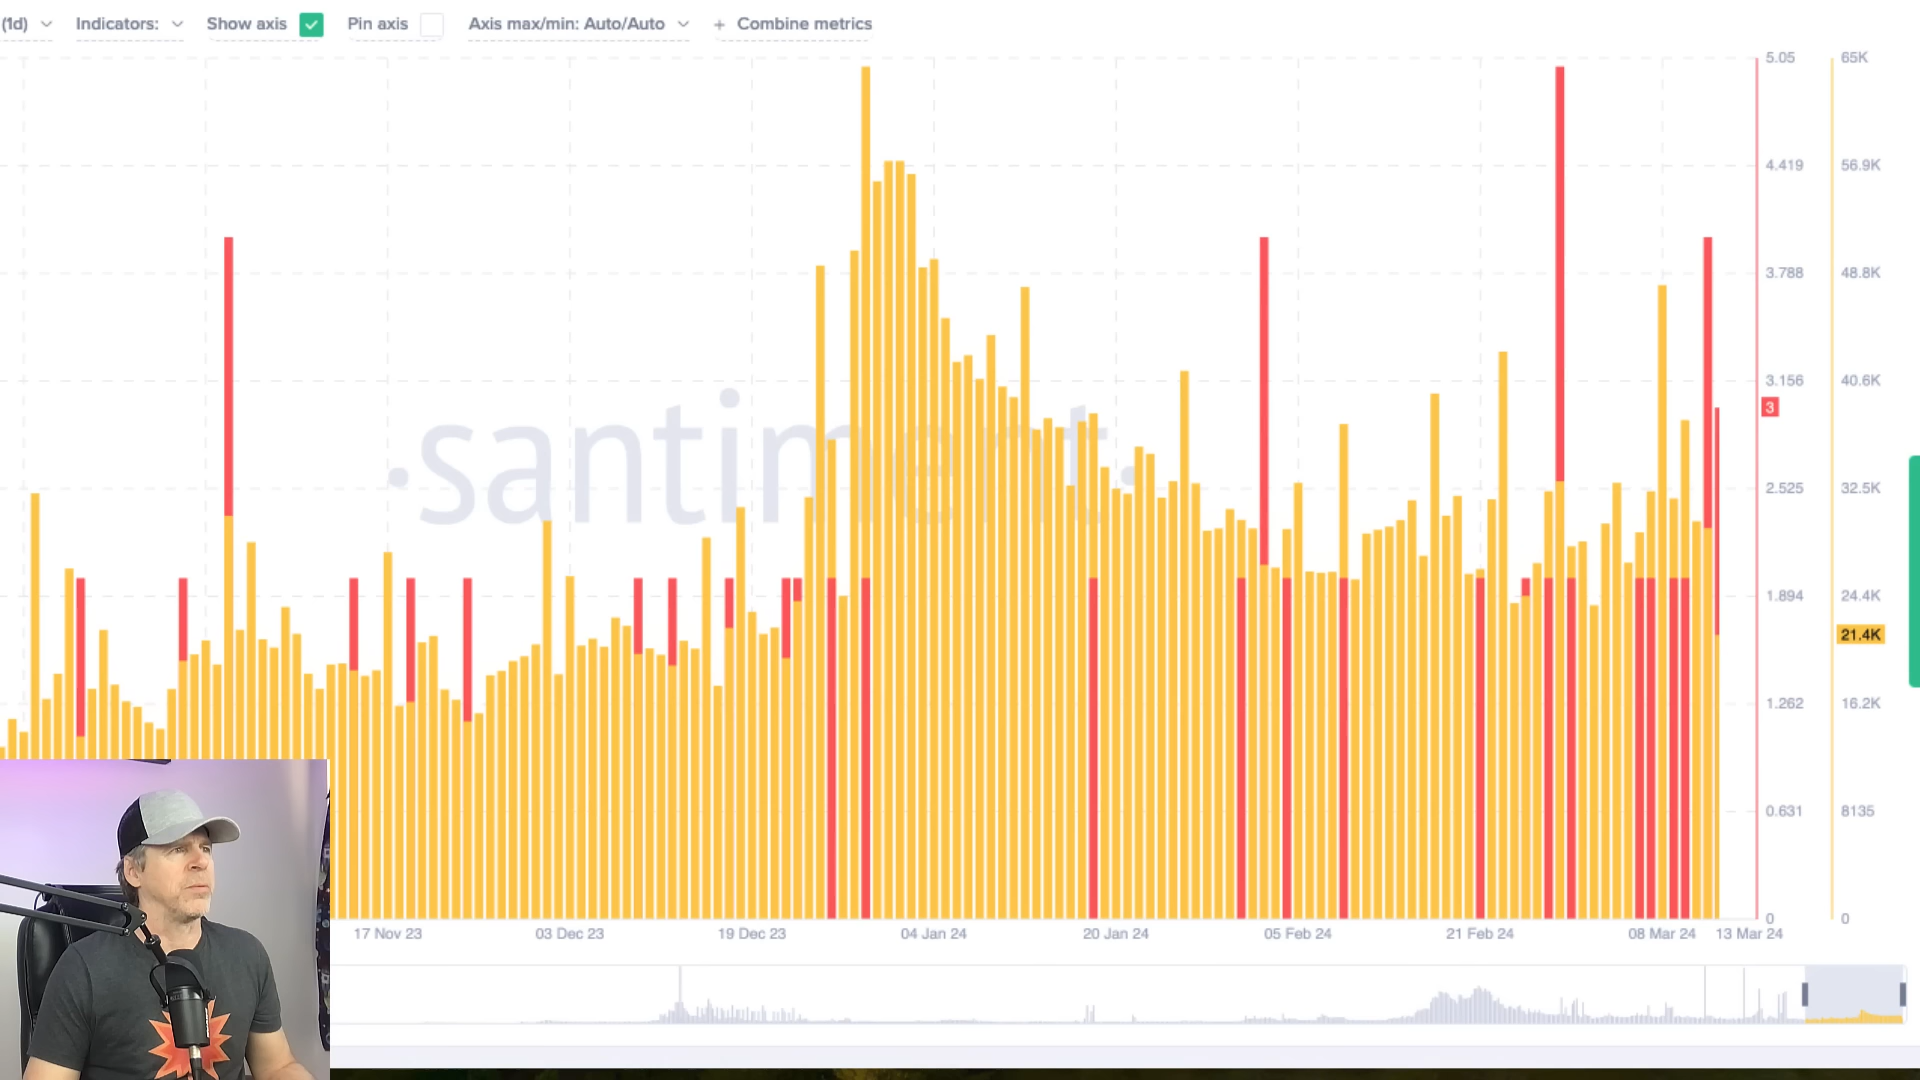 (1d) Indicators: Show axis Pin axis Axis max/min: Auto/Auto + Combine metrics
5.05 65K
4.419 56.9K
3.788 48.8K
3.156 40.6K
3
·santiment·
2.525 32.5K
1.894 24.4K
21.4K
1.262 16.2K
0.631 8135
0 0
17 Nov 23 03 Dec 23 19 Dec 23 04 Jan 24 20 Jan 24 05 Feb 24 21 Feb 24 08 Mar 24 13 Mar 24